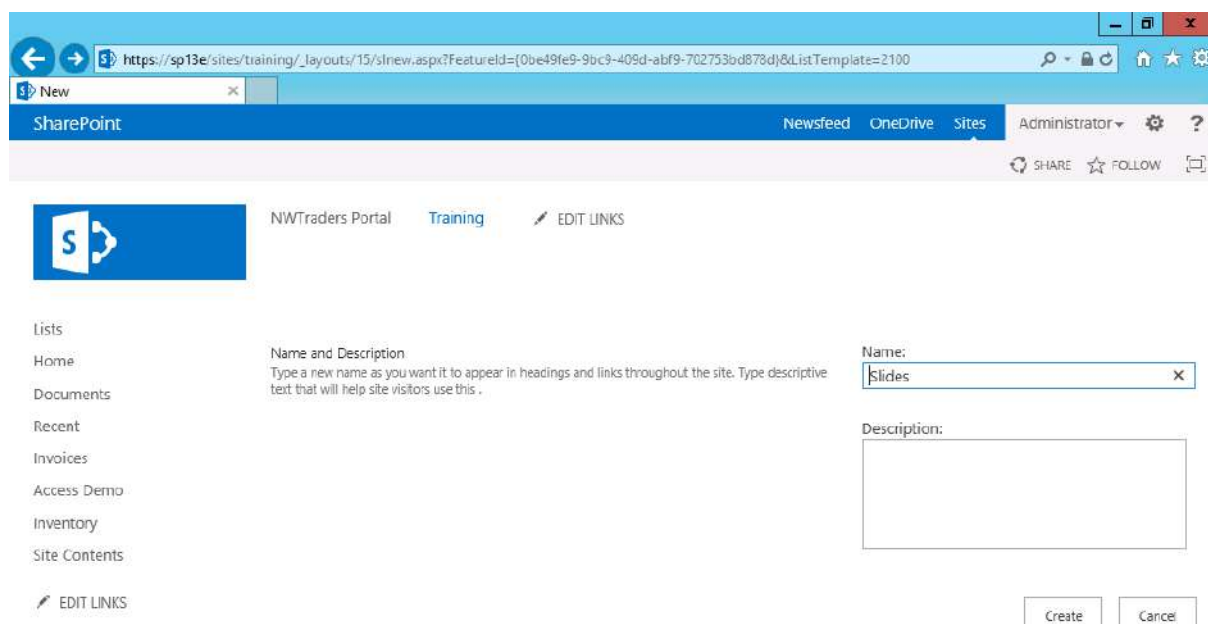 https://sp13e/sites/training/_layouts/15/slnew.aspx?FeatureId={0be49fe9-9bc9-409d-abf9-702753bd878d}&ListTemplate=2100
New
SharePoint
Newsfeed OneDrive Sites Administrator ?
SHARE FOLLOW
S
NWTraders Portal Training EDIT LINKS
Lists
Home
Documents
Recent
Invoices
Access Demo
Inventory
Site Contents
EDIT LINKS
Name and Description
Type a new name as you want it to appear in headings and links throughout the site. Type descriptive
text that will help site visitors use this .
Name:
Slides
Description:
Create Cancel